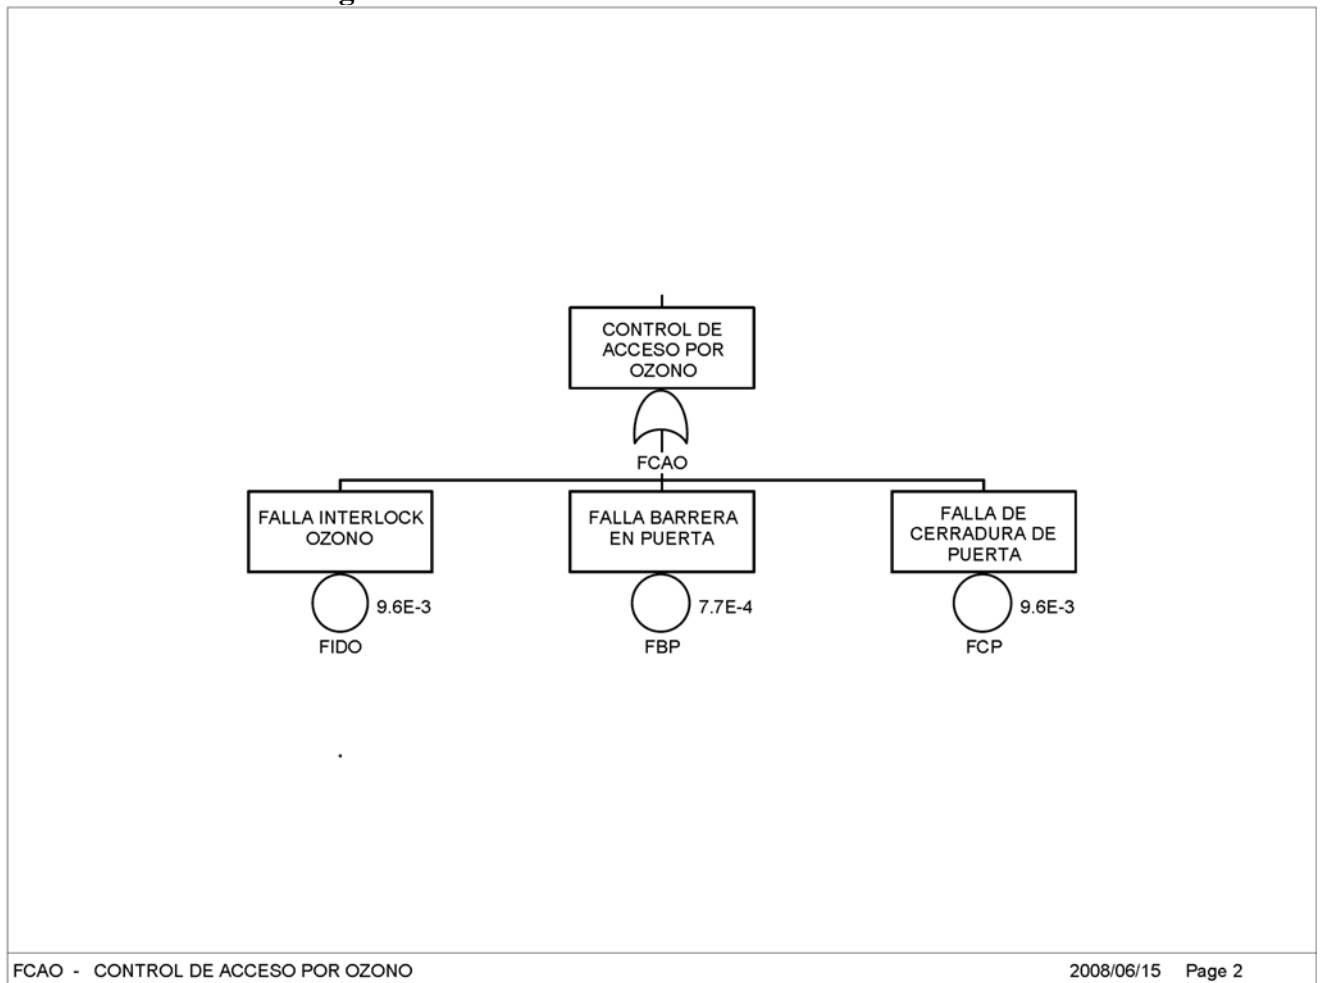 CONTROL DE
ACCESO POR
OZONO
FCAO
FALLA INTERLOCK
OZONO
FALLA BARRERA
EN PUERTA
FALLA DE
CERRADURA DE
PUERTA
9.6E-3
7.7E-4
9.6E-3
FIDO
FBP
FCP
FCAO - CONTROL DE ACCESO POR OZONO
2008/06/15 Page 2